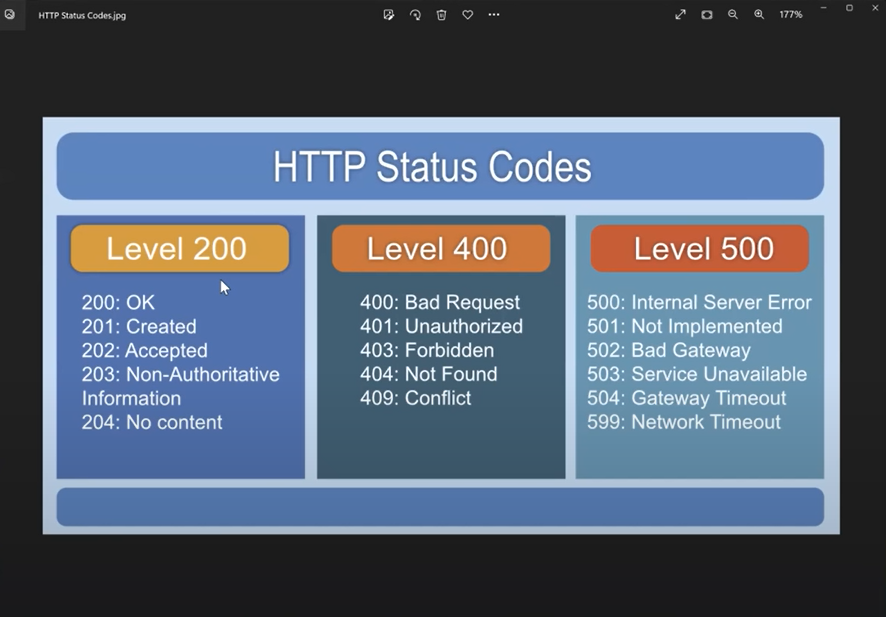 HTTP Status Codes.jpg
177%
HTTP Status Codes
Level 200
200: OK
201: Created
202: Accepted
203: Non-Authoritative
Information
204: No content
Level 400
400: Bad Request
401: Unauthorized
403: Forbidden
404: Not Found
409: Conflict
Level 500
500: Internal Server Error
501: Not Implemented
502: Bad Gateway
503: Service Unavailable
504: Gateway Timeout
599: Network Timeout